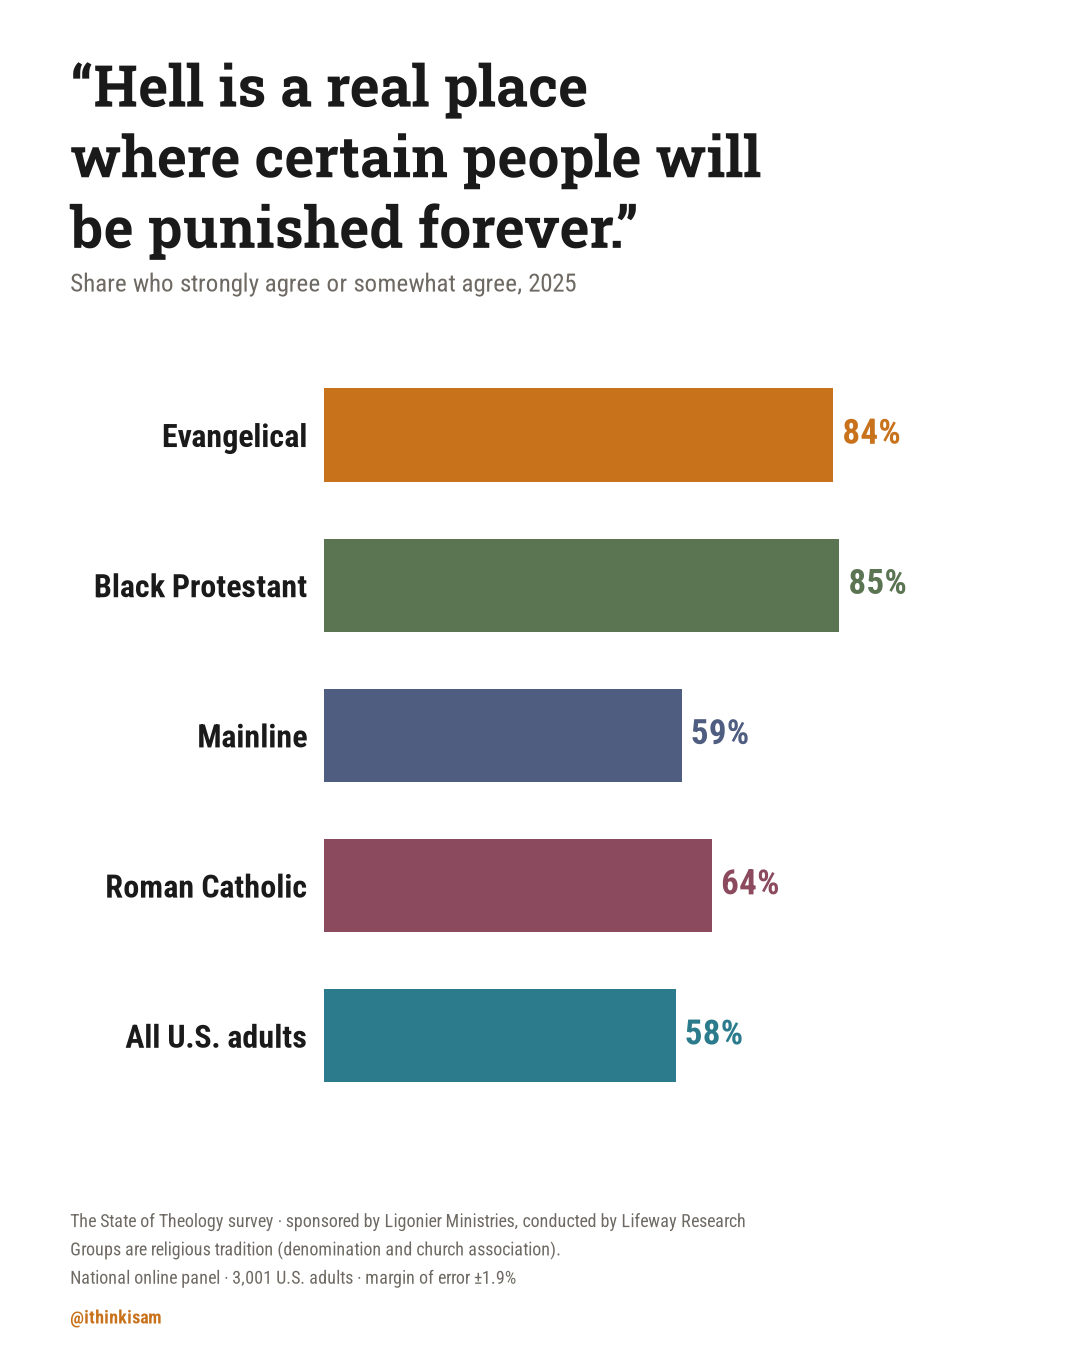 “Hell is a real place
where certain people will
be punished forever.”
Share who strongly agree or somewhat agree, 2025
Evangelical 84%
Black Protestant 85%
Mainline 59%
Roman Catholic 64%
All U.S. adults 58%
The State of Theology survey · sponsored by Ligonier Ministries, conducted by Lifeway Research
Groups are religious tradition (denomination and church association).
National online panel · 3,001 U.S. adults · margin of error ±1.9%
@ithinkisam